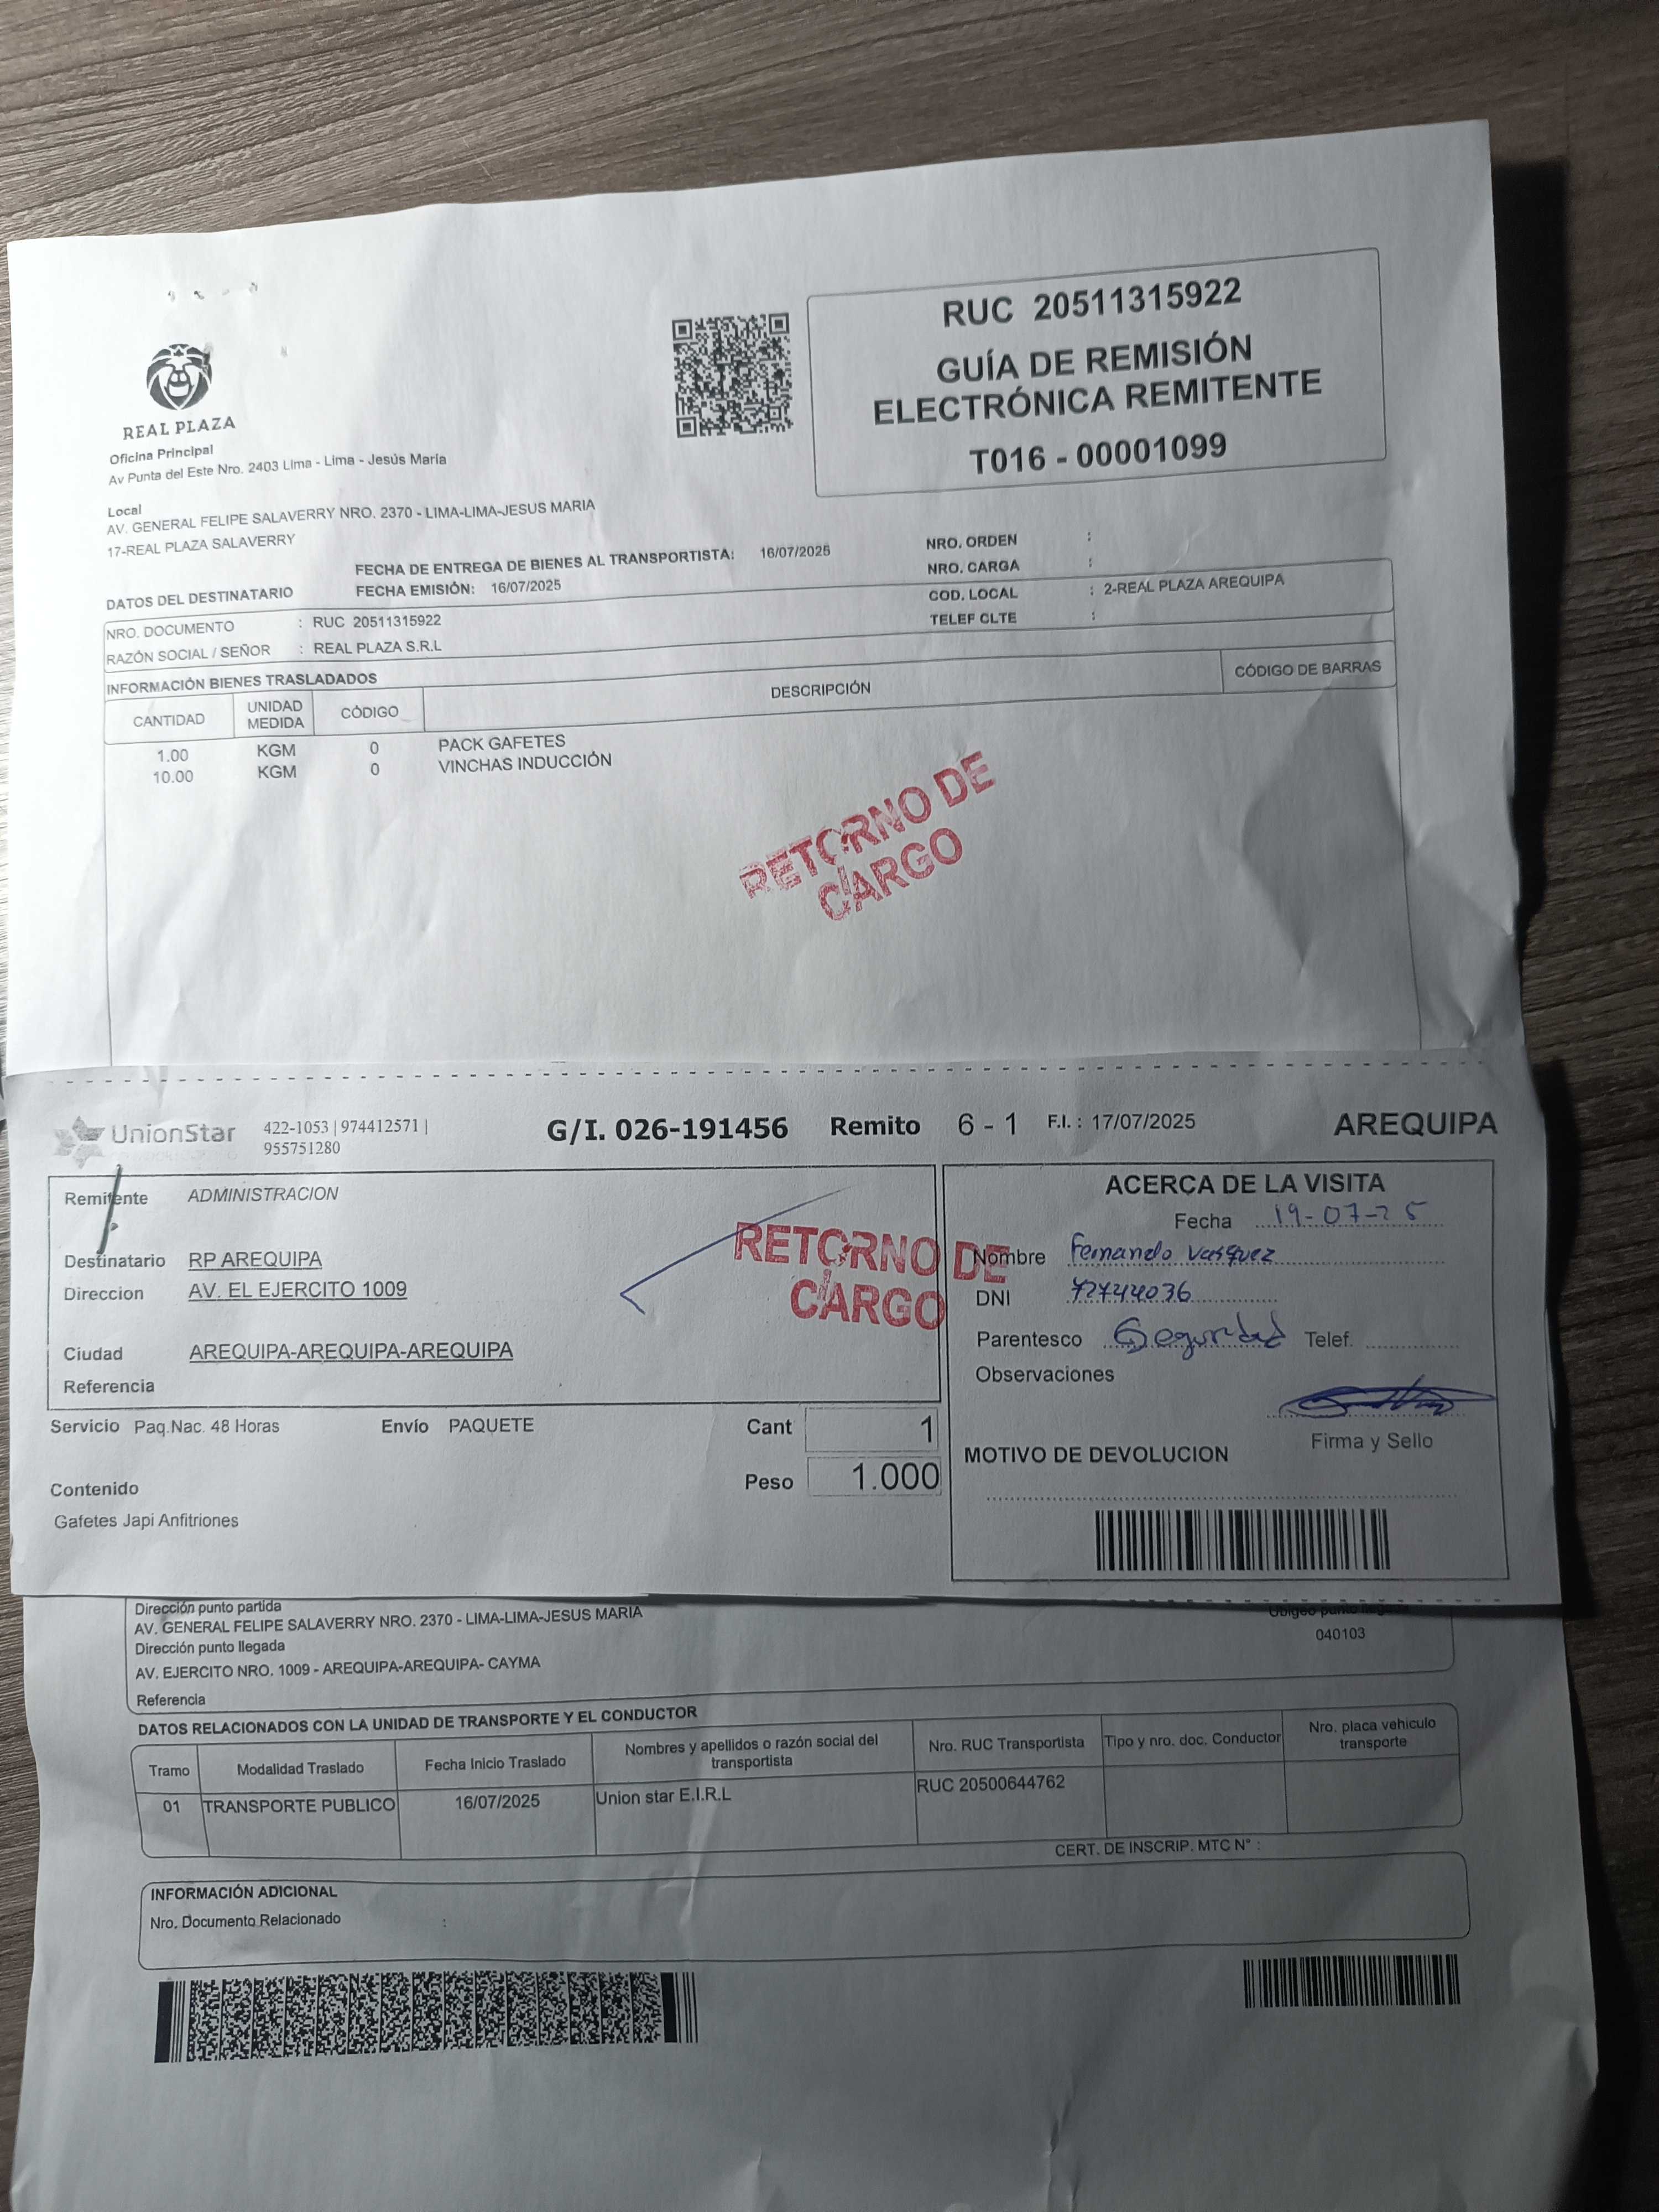 REAL PLAZA
Oficina Principal
Av Punta del Este Nro. 2403 Lima - Lima - Jesús María
RUC 20511315922
GUÍA DE REMISIÓN
ELECTRÓNICA REMITENTE
T016 - 00001099
Local
AV. GENERAL FELIPE SALAVERRY NRO. 2370 - LIMA-LIMA-JESUS MARIA
17-REAL PLAZA SALAVERRY
FECHA DE ENTREGA DE BIENES AL TRANSPORTISTA: 16/07/2025
NRO. ORDEN :
NRO. CARGA :
DATOS DEL DESTINATARIO
FECHA EMISIÓN: 16/07/2025
COD. LOCAL : 2-REAL PLAZA AREQUIPA
NRO. DOCUMENTO : RUC 20511315922
TELEF CLTE :
RAZÓN SOCIAL / SEÑOR : REAL PLAZA S.R.L
INFORMACIÓN BIENES TRASLADADOS
CANTIDAD UNIDAD MEDIDA CÓDIGO DESCRIPCIÓN CÓDIGO DE BARRAS
1.00 KGM 0 PACK GAFETES
10.00 KGM 0 VINCHAS INDUCCIÓN
RETORNO DE
CARGO
UnionStar
422-1053 | 974412571 |
955751280
G/I. 026-191456 Remito 6 - 1 F.I. : 17/07/2025 AREQUIPA
Remitente ADMINISTRACION
Destinatario RP AREQUIPA
Direccion AV. EL EJERCITO 1009
Ciudad AREQUIPA-AREQUIPA-AREQUIPA
Referencia
RETORNO DE
CARGO
ACERCA DE LA VISITA
Fecha 19-07-25
Nombre Fernando Vasquez
DNI 72744036
Parentesco Seguridad Telef.
Observaciones
Firma y Sello
MOTIVO DE DEVOLUCION
Servicio Paq.Nac. 48 Horas Envío PAQUETE Cant 1
Peso 1.000
Contenido
Gafetes Japi Anfitriones
Dirección punto partida
AV. GENERAL FELIPE SALAVERRY NRO. 2370 - LIMA-LIMA-JESUS MARIA
Dirección punto llegada
AV. EJERCITO NRO. 1009 - AREQUIPA-AREQUIPA- CAYMA
Ubigeo punto
040103
Referencia
DATOS RELACIONADOS CON LA UNIDAD DE TRANSPORTE Y EL CONDUCTOR
Tramo Modalidad Traslado Fecha Inicio Traslado Nombres y apellidos o razón social del transportista Nro. RUC Transportista Tipo y nro. doc. Conductor Nro. placa vehiculo transporte
01 TRANSPORTE PUBLICO 16/07/2025 Union star E.I.R.L RUC 20500644762
CERT. DE INSCRIP. MTC N° :
INFORMACIÓN ADICIONAL
Nro. Documento Relacionado :